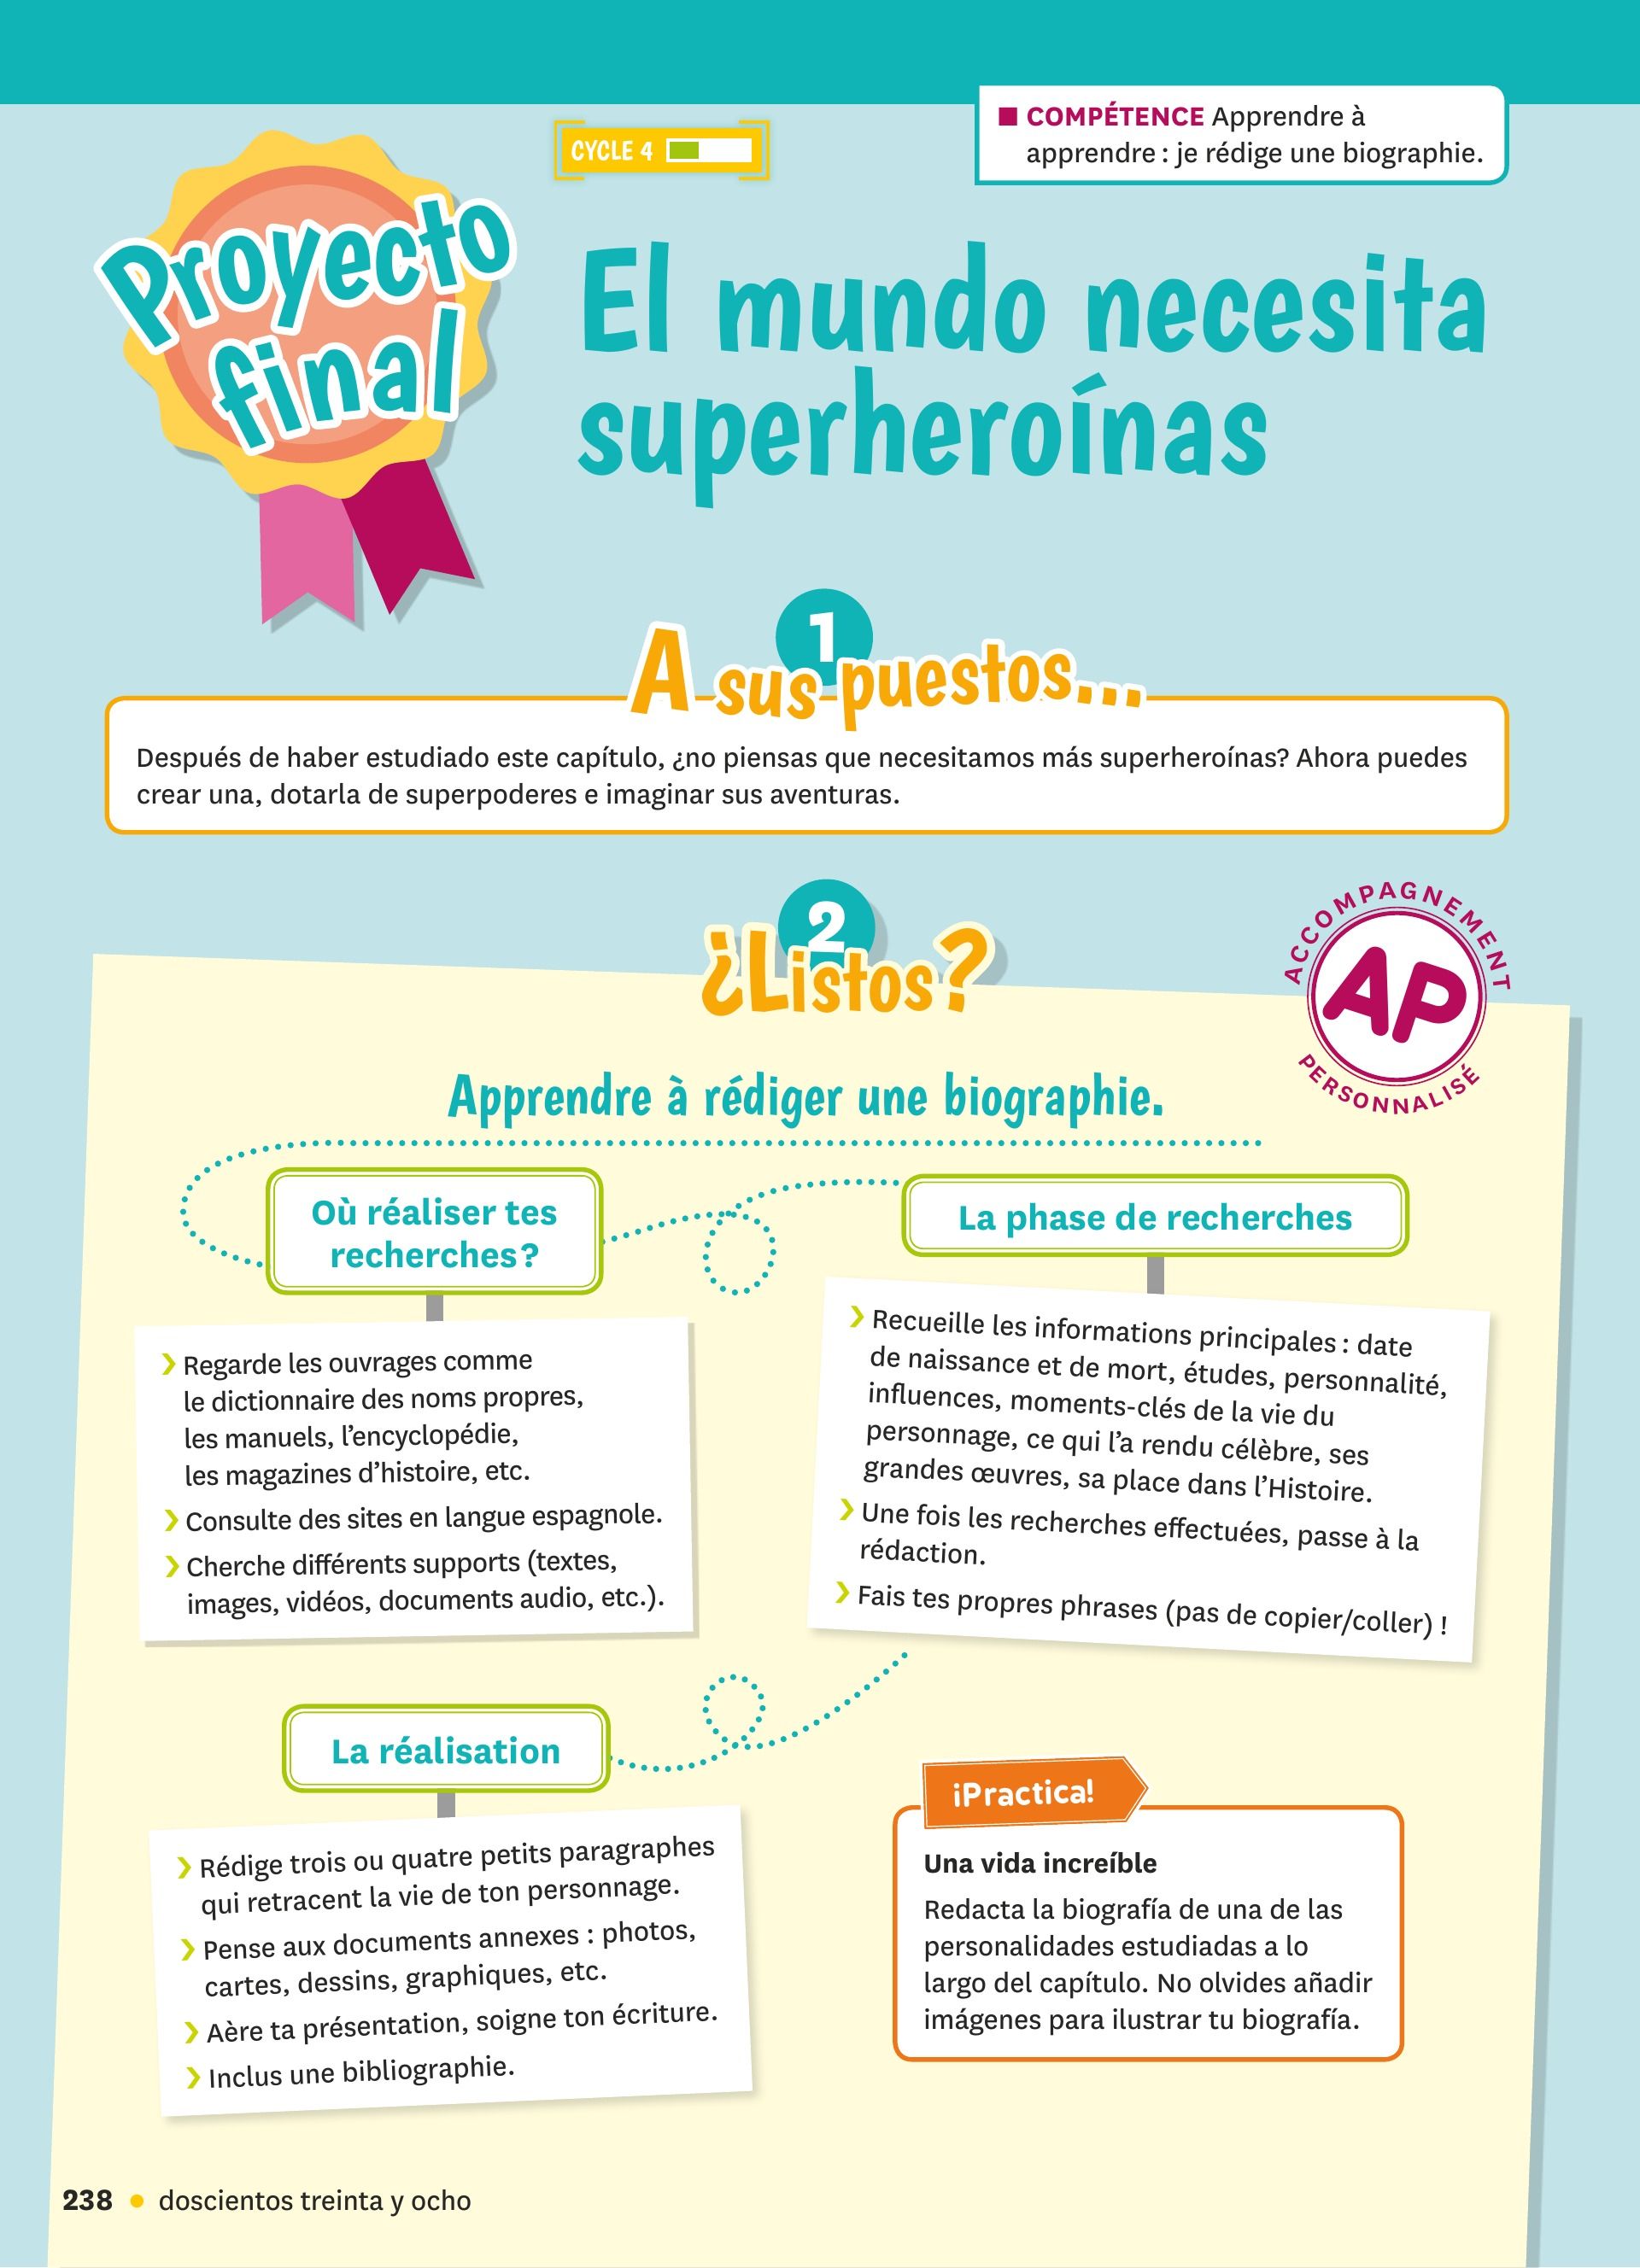 CYCLE 4
■ COMPÉTENCE Apprendre à
apprendre : je rédige une biographie.
Proyecto
final
El mundo necesita
superheroínas
1
A sus puestos...
Después de haber estudiado este capítulo, ¿no piensas que necesitamos más superheroínas? Ahora puedes
crear una, dotarla de superpoderes e imaginar sus aventuras.
2
¿Listos?
ACCOMPAGNEMENT
AP
PERSONNALISÉ
Apprendre à rédiger une biographie.
Où réaliser tes
recherches ?
❯ Regarde les ouvrages comme
le dictionnaire des noms propres,
les manuels, l'encyclopédie,
les magazines d'histoire, etc.
❯ Consulte des sites en langue espagnole.
❯ Cherche différents supports (textes,
images, vidéos, documents audio, etc.).
La phase de recherches
❯ Recueille les informations principales : date
de naissance et de mort, études, personnalité,
influences, moments-clés de la vie du
personnage, ce qui l'a rendu célèbre, ses
grandes œuvres, sa place dans l'Histoire.
❯ Une fois les recherches effectuées, passe à la
rédaction.
❯ Fais tes propres phrases (pas de copier/coller) !
La réalisation
❯ Rédige trois ou quatre petits paragraphes
qui retracent la vie de ton personnage.
❯ Pense aux documents annexes : photos,
cartes, dessins, graphiques, etc.
❯ Aère ta présentation, soigne ton écriture.
❯ Inclus une bibliographie.
¡Practica!
Una vida increíble
Redacta la biografía de una de las
personalidades estudiadas a lo
largo del capítulo. No olvides añadir
imágenes para ilustrar tu biografía.
238 ● doscientos treinta y ocho